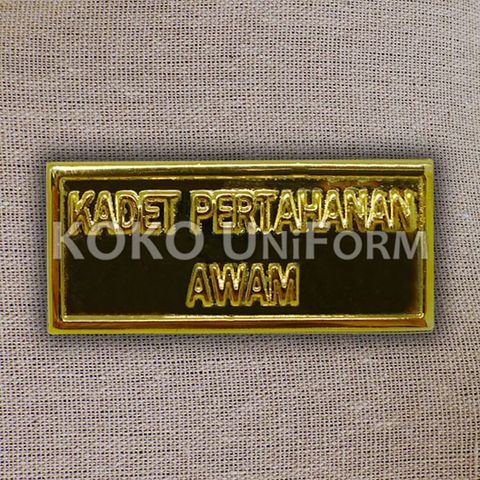 KADET PERTAHANAN
KOKO UNiFORM
AWAM